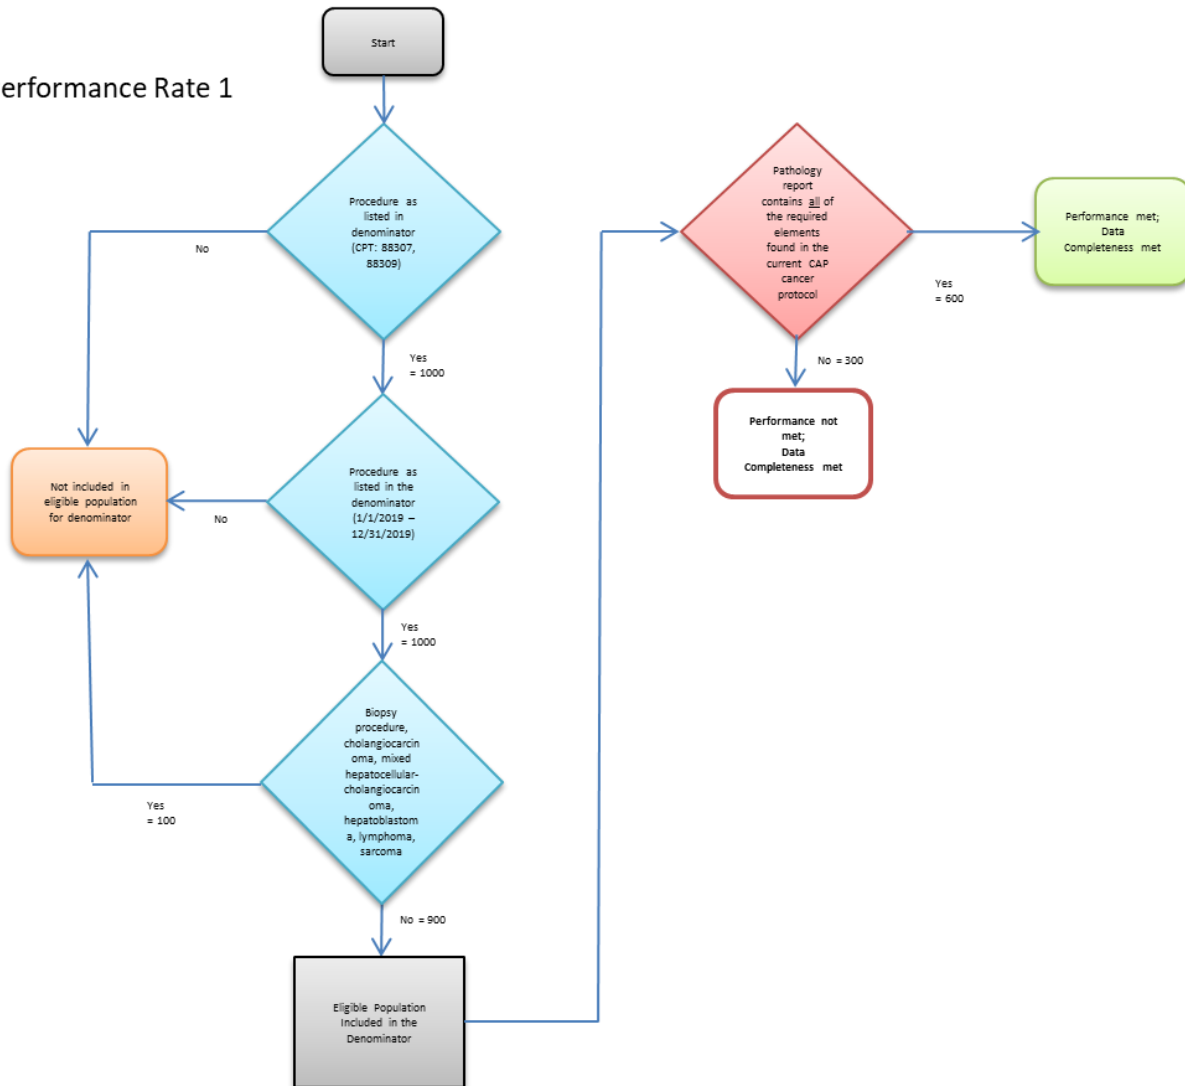 Start
erformance Rate 1
Procedure as
listed in
denominator
(CPT: 88307,
88309)
No
Yes
= 1000
Procedure as
listed in the
denominator
(1/1/2019 –
12/31/2019)
No
Not included in
eligible population
for denominator
Yes
= 1000
Biopsy
procedure,
cholangiocarcin
oma, mixed
hepatocellular-
cholangiocarcin
oma,
hepatoblastom
a, lymphoma,
sarcoma
Yes
= 100
No = 900
Eligible Population
Included in the
Denominator
Pathology
report
contains all of
the required
elements
found in the
current CAP
cancer
protocol
Yes
= 600
Performance met;
Data
Completeness met
No = 300
Performance not
met;
Data
Completeness met